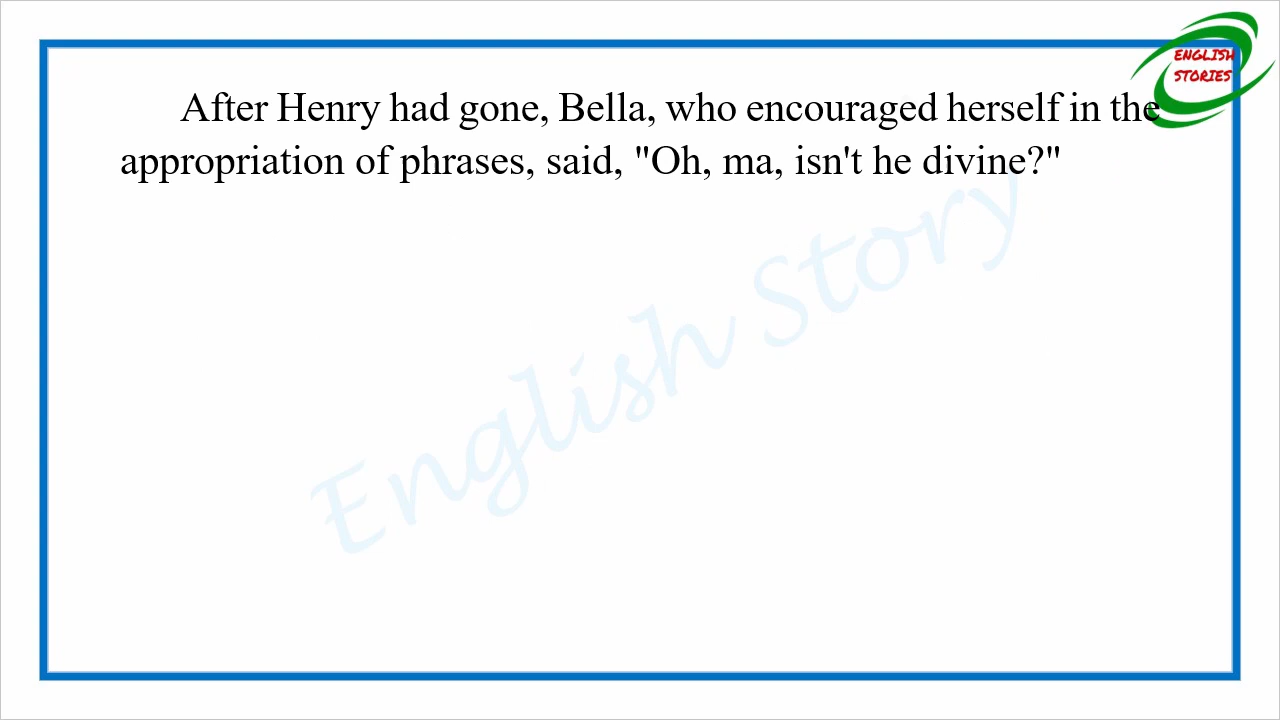 ENGLISH
STORIES
After Henry had gone, Bella, who encouraged herself in the
appropriation of phrases, said, "Oh, ma, isn't he divine?"
English Story